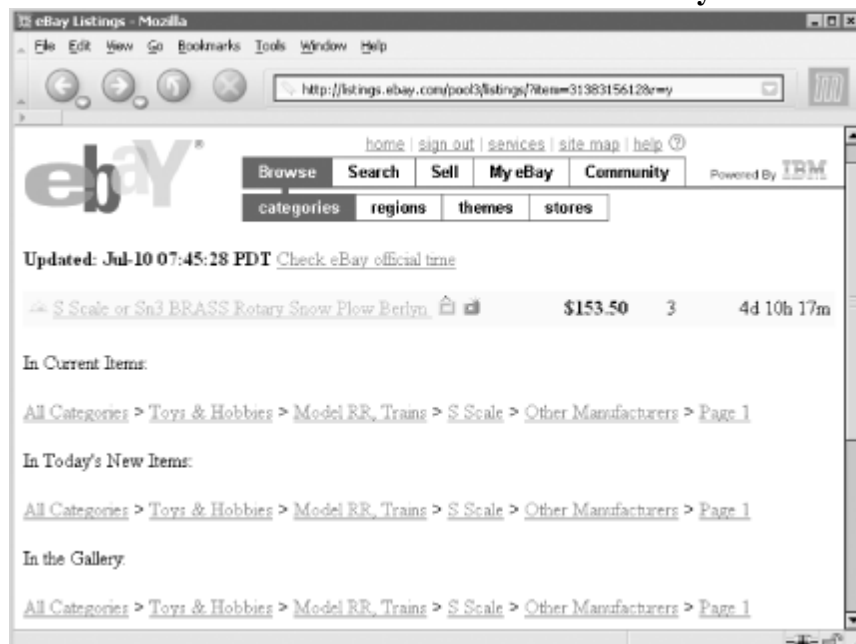 eBay Listings - Mozilla
File Edit View Go Bookmarks Tools Window Help
http://listings.ebay.com/pool3/listings/?item=3138315612&r=y
home | sign out | services | site map | help
ebay®
Browse Search Sell My eBay Community Powered By IBM
categories regions themes stores
Updated: Jul-10 07:45:28 PDT Check eBay official time
S Scale or Sn3 BRASS Rotary Snow Plow Berlyn $153.50 3 4d 10h 17m
In Current Items:
All Categories > Toys & Hobbies > Model RR, Trains > S Scale > Other Manufacturers > Page 1
In Today's New Items:
All Categories > Toys & Hobbies > Model RR, Trains > S Scale > Other Manufacturers > Page 1
In the Gallery:
All Categories > Toys & Hobbies > Model RR, Trains > S Scale > Other Manufacturers > Page 1